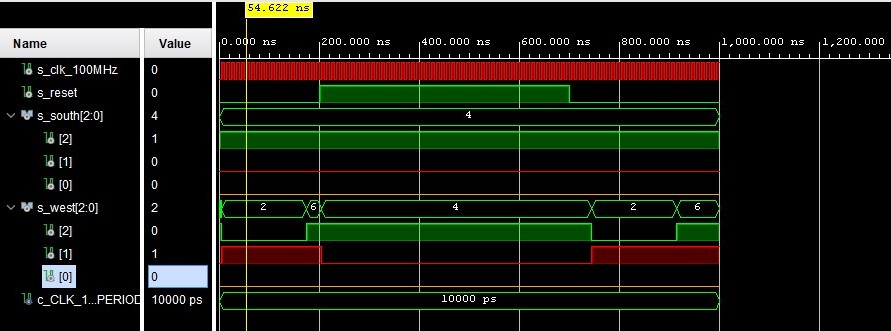 54.622 ns
Name Value 0.000 ns 200.000 ns 400.000 ns 600.000 ns 800.000 ns 1,000.000 ns 1,200.000
s_clk_100MHz 0
s_reset 0
s_south[2:0] 4 4
[2] 1
[1] 0
[0] 0
s_west[2:0] 2 2 6 4 2 6
[2] 0
[1] 1
[0] 0
c_CLK_1...PERIOD 10000 ps 10000 ps